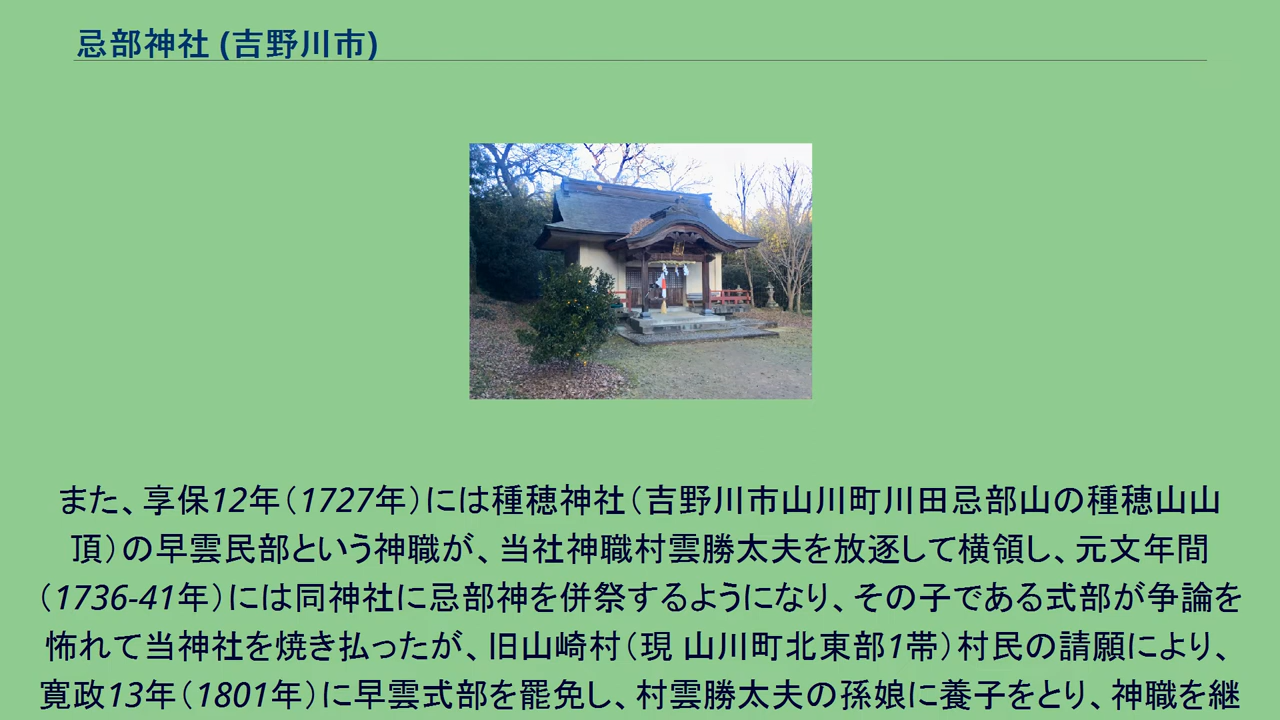 忌部神社 (吉野川市)
また、享保12年（1727年）には種穂神社（吉野川市山川町川田忌部山の種穂山山
頂）の早雲民部という神職が、当社神職村雲勝太夫を放逐して横領し、元文年間
（1736-41年）には同神社に忌部神を併祭するようになり、その子である式部が争論を
怖れて当神社を焼き払ったが、旧山崎村（現 山川町北東部1帯）村民の請願により、
寛政13年（1801年）に早雲式部を罷免し、村雲勝太夫の孫娘に養子をとり、神職を継